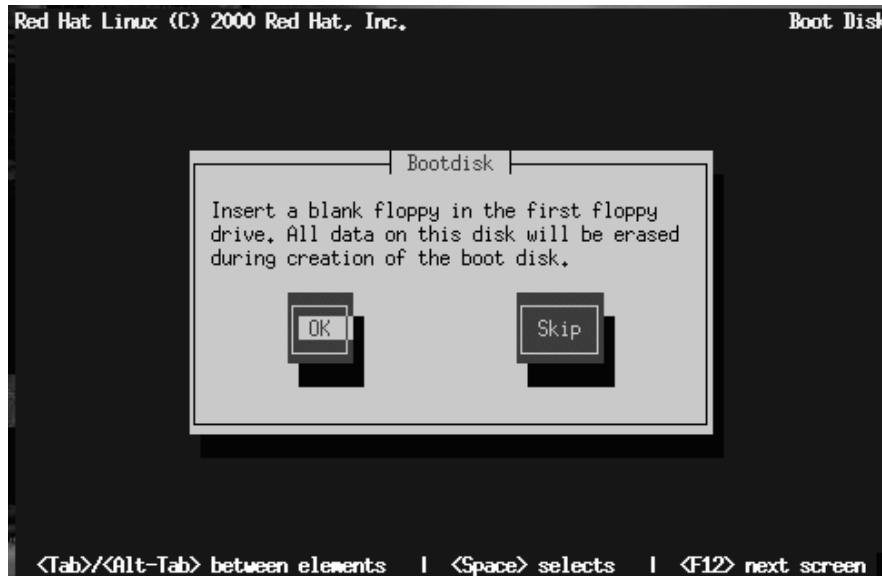 Red Hat Linux (C) 2000 Red Hat, Inc. Boot Disk
Bootdisk
Insert a blank floppy in the first floppy
drive. All data on this disk will be erased
during creation of the boot disk.
OK Skip
<Tab>/<Alt-Tab> between elements | <Space> selects | <F12> next screen